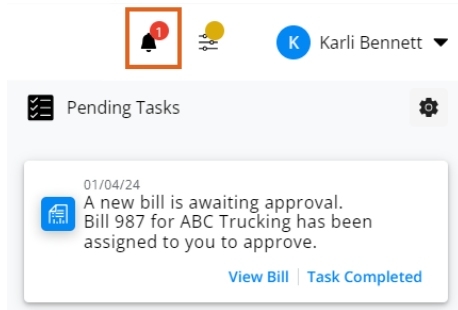 1
K Karli Bennett
Pending Tasks
01/04/24
A new bill is awaiting approval.
Bill 987 for ABC Trucking has been
assigned to you to approve.
View Bill Task Completed